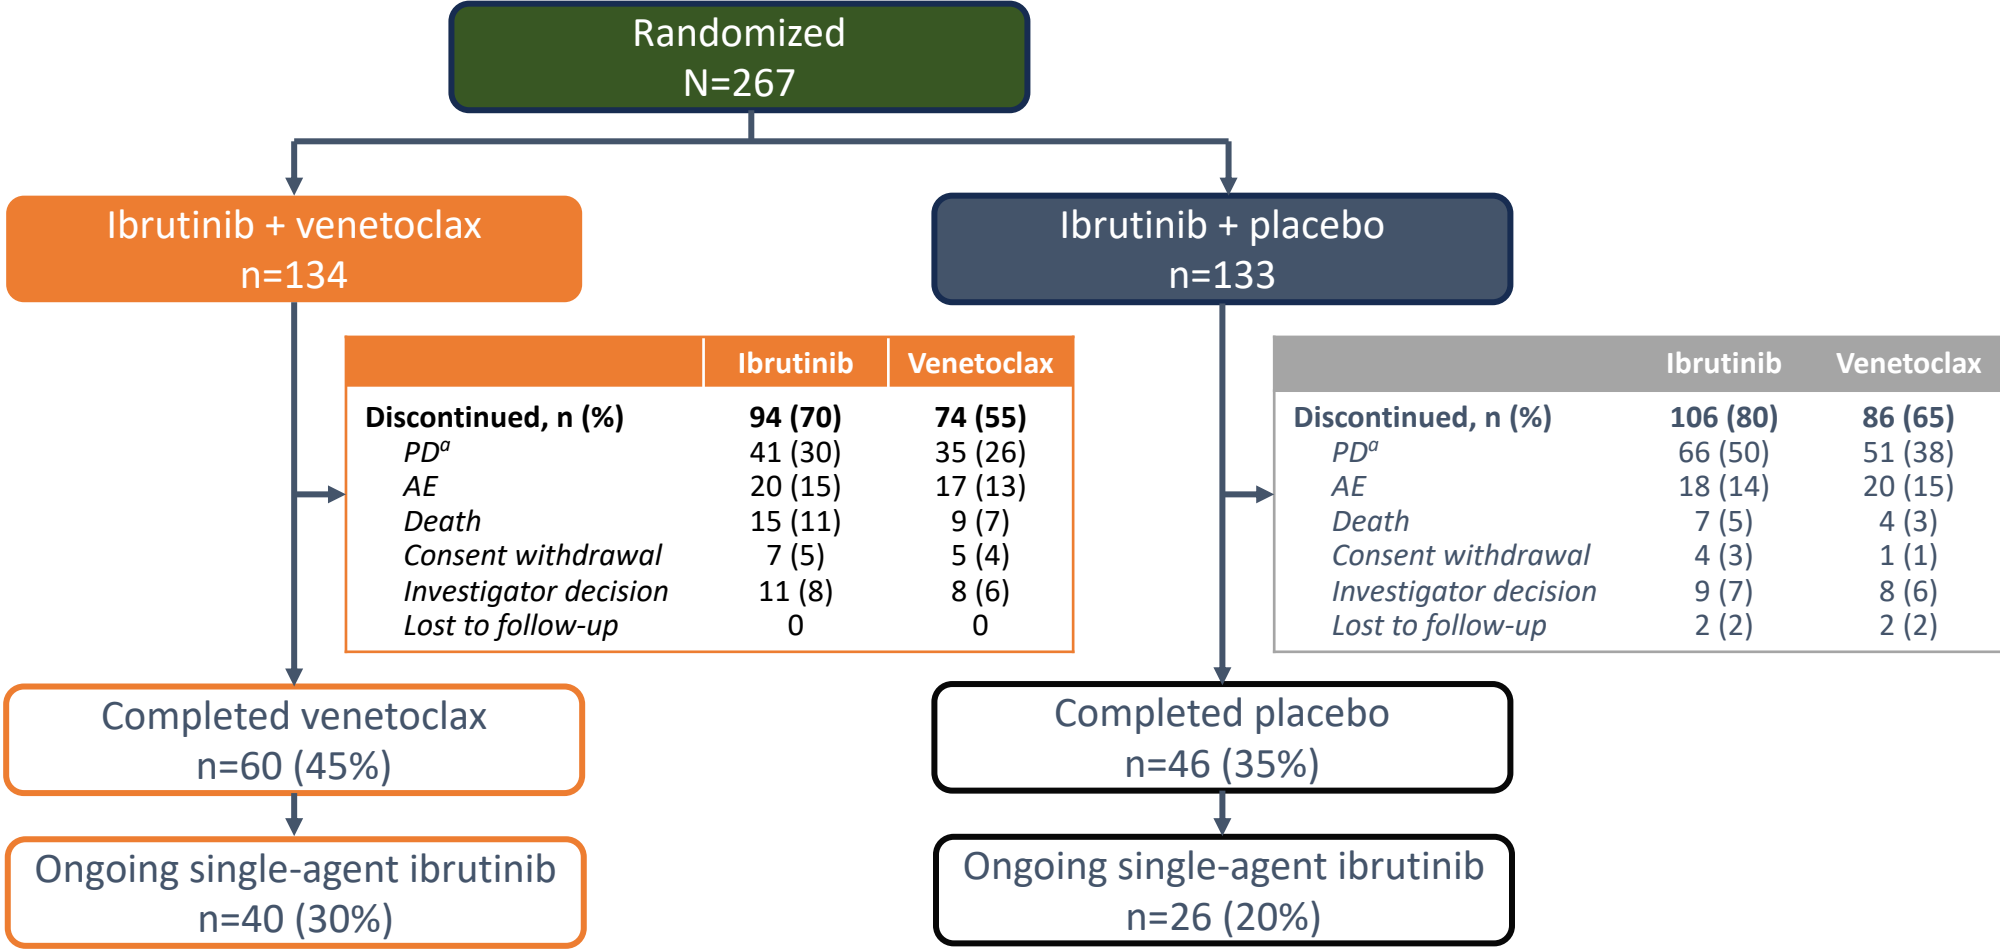 Randomized
N=267
Ibrutinib + venetoclax
n=134
Ibrutinib + placebo
n=133
Ibrutinib Venetoclax
Discontinued, n (%) 94 (70) 74 (55)
PDᵃ 41 (30) 35 (26)
AE 20 (15) 17 (13)
Death 15 (11) 9 (7)
Consent withdrawal 7 (5) 5 (4)
Investigator decision 11 (8) 8 (6)
Lost to follow-up 0 0
Ibrutinib Venetoclax
Discontinued, n (%) 106 (80) 86 (65)
PDᵃ 66 (50) 51 (38)
AE 18 (14) 20 (15)
Death 7 (5) 4 (3)
Consent withdrawal 4 (3) 1 (1)
Investigator decision 9 (7) 8 (6)
Lost to follow-up 2 (2) 2 (2)
Completed venetoclax
n=60 (45%)
Completed placebo
n=46 (35%)
Ongoing single-agent ibrutinib
n=40 (30%)
Ongoing single-agent ibrutinib
n=26 (20%)